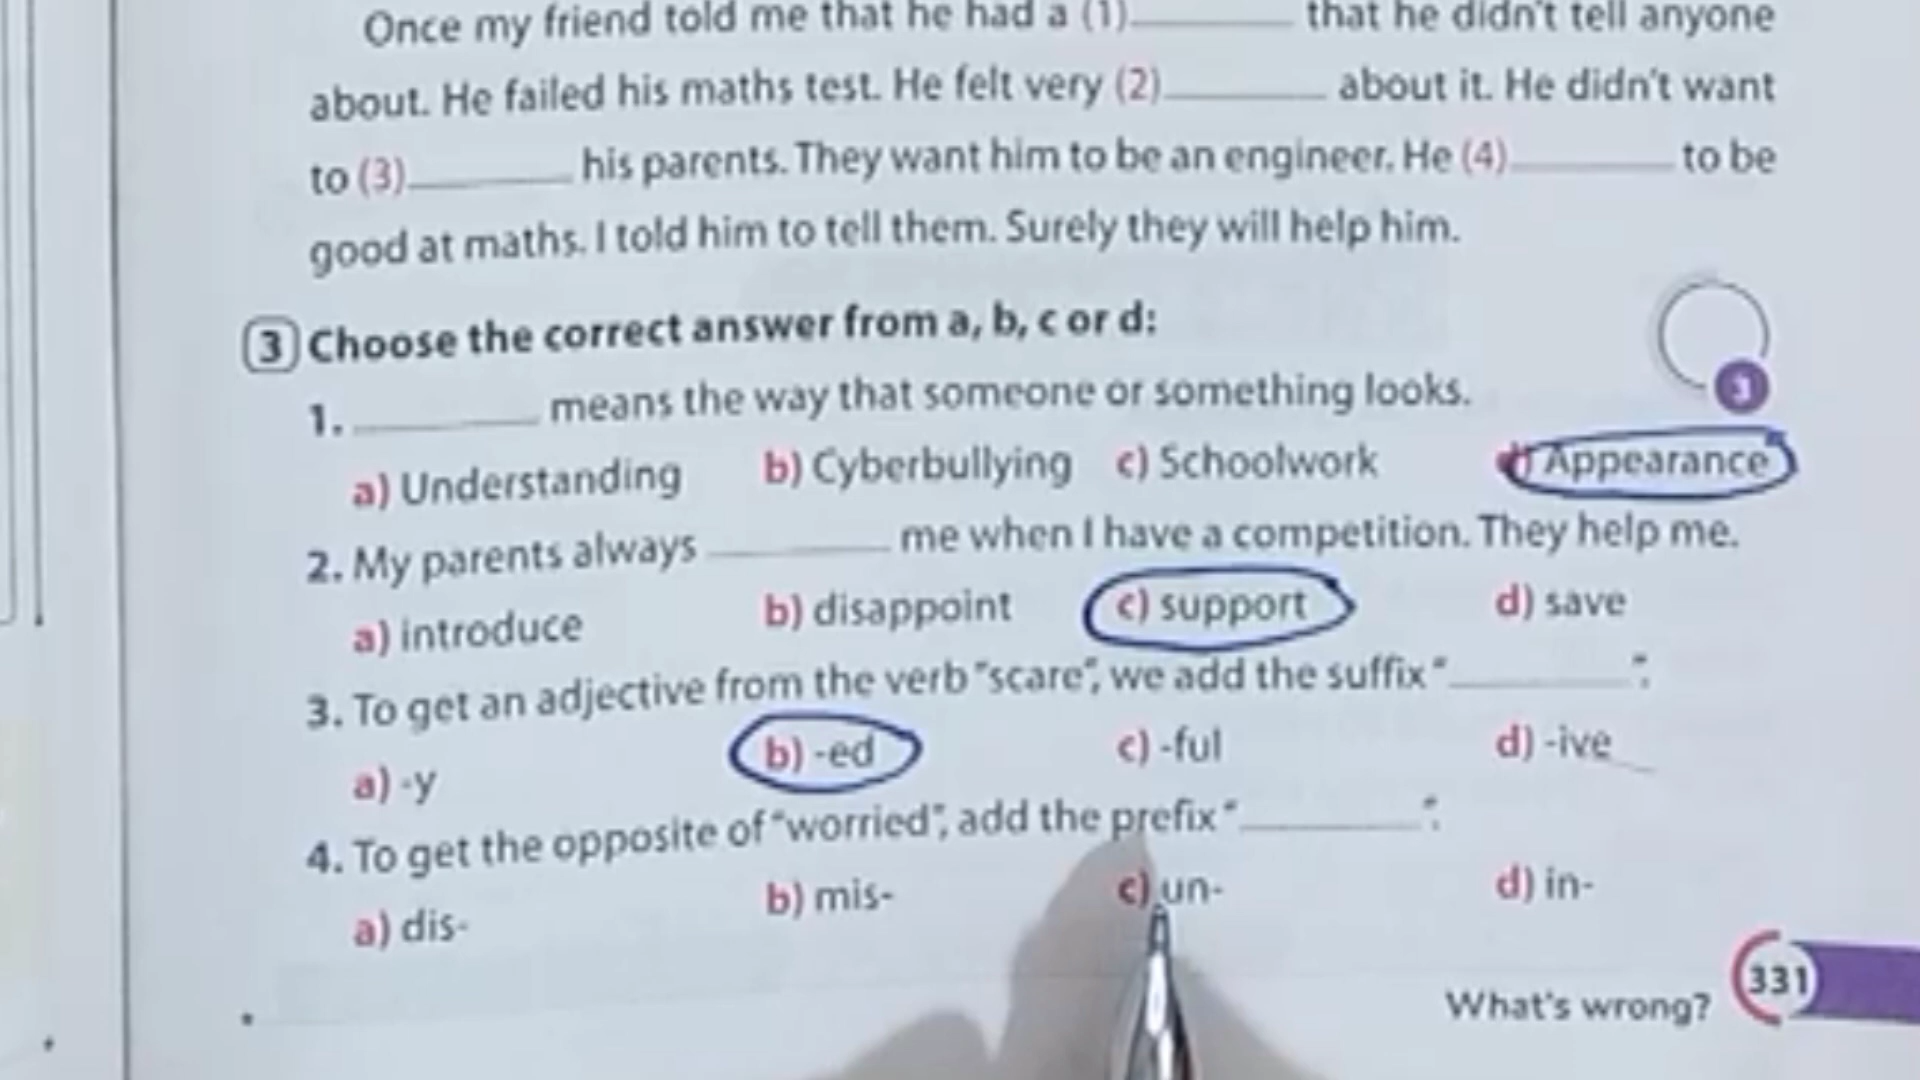 Once my friend told me that he had a (1)________ that he didn't tell anyone
about. He failed his maths test. He felt very (2)________ about it. He didn't want
to (3)________ his parents. They want him to be an engineer. He (4)________ to be
good at maths. I told him to tell them. Surely they will help him.
3 Choose the correct answer from a, b, c or d:
3
1. ________ means the way that someone or something looks.
a) Understanding b) Cyberbullying c) Schoolwork d) Appearance
2. My parents always ________ me when I have a competition. They help me.
a) introduce b) disappoint c) support d) save
3. To get an adjective from the verb "scare", we add the suffix "________".
a) -y b) -ed c) -ful d) -ive
4. To get the opposite of "worried", add the prefix "________".
a) dis- b) mis- c) un- d) in-
What's wrong? 331